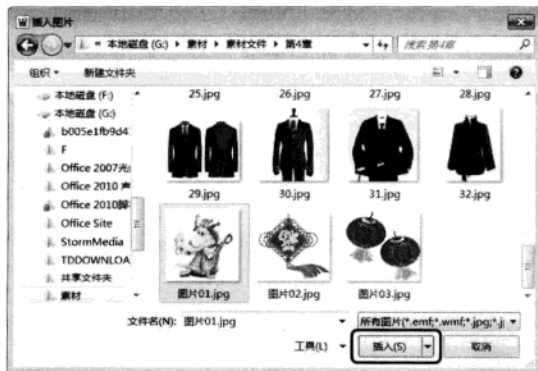 插入图片
« 本地磁盘 (G:) ▸ 素材 ▸ 素材文件 ▸ 第4章
搜索 第4章
组织 ▾ 新建文件夹
本地磁盘 (F:)
本地磁盘 (G:)
b005e1fb9d4
F
Office 2007光
Office 2010 声
Office 2010
Office Site
StormMedia
TDDOWNLOA
共享文件夹
素材
25.jpg 26.jpg 27.jpg 28.jpg
29.jpg 30.jpg 31.jpg 32.jpg
图片01.jpg 图片02.jpg 图片03.jpg
文件名(N): 图片01.jpg 所有图片(*.emf;*.wmf;*.jpg;*.j
工具(L) 插入(S) 取消